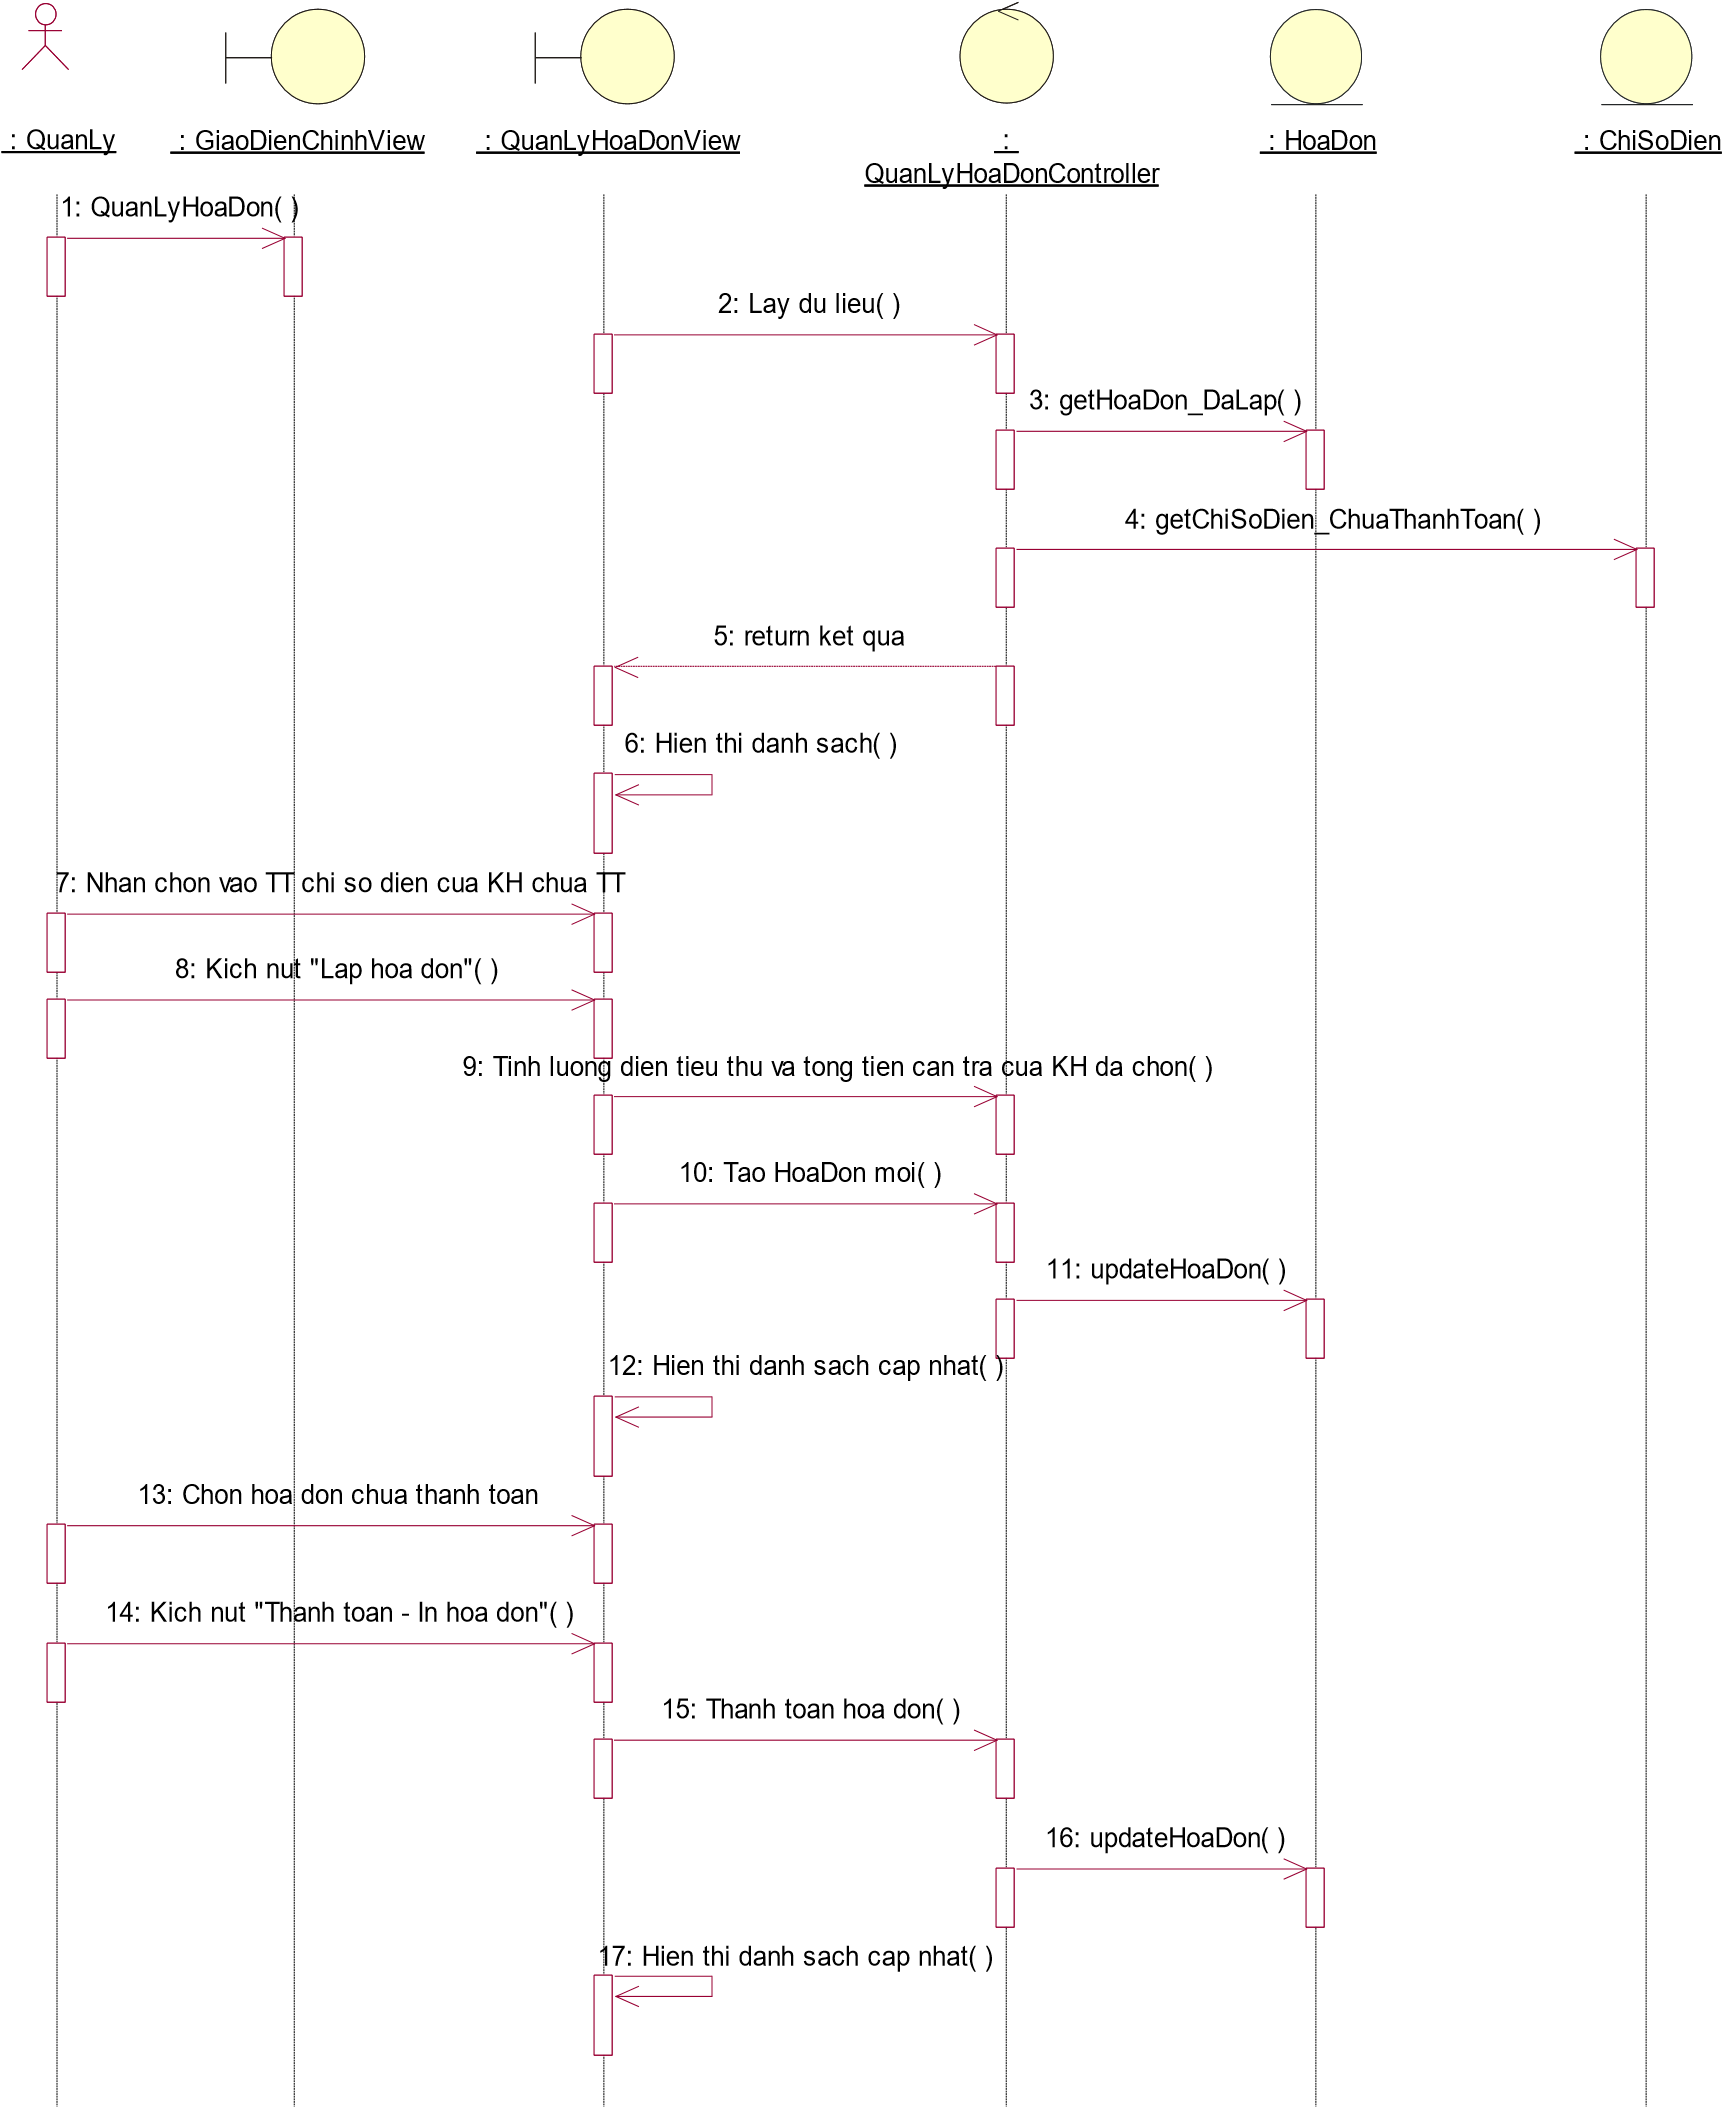 : QuanLy
: GiaoDienChinhView
: QuanLyHoaDonView
:
QuanLyHoaDonController
: HoaDon
: ChiSoDien
1: QuanLyHoaDon( )
2: Lay du lieu( )
3: getHoaDon_DaLap( )
4: getChiSoDien_ChuaThanhToan( )
5: return ket qua
6: Hien thi danh sach( )
7: Nhan chon vao TT chi so dien cua KH chua TT
8: Kich nut "Lap hoa don"( )
9: Tinh luong dien tieu thu va tong tien can tra cua KH da chon( )
10: Tao HoaDon moi( )
11: updateHoaDon( )
12: Hien thi danh sach cap nhat( )
13: Chon hoa don chua thanh toan
14: Kich nut "Thanh toan - In hoa don"( )
15: Thanh toan hoa don( )
16: updateHoaDon( )
17: Hien thi danh sach cap nhat( )